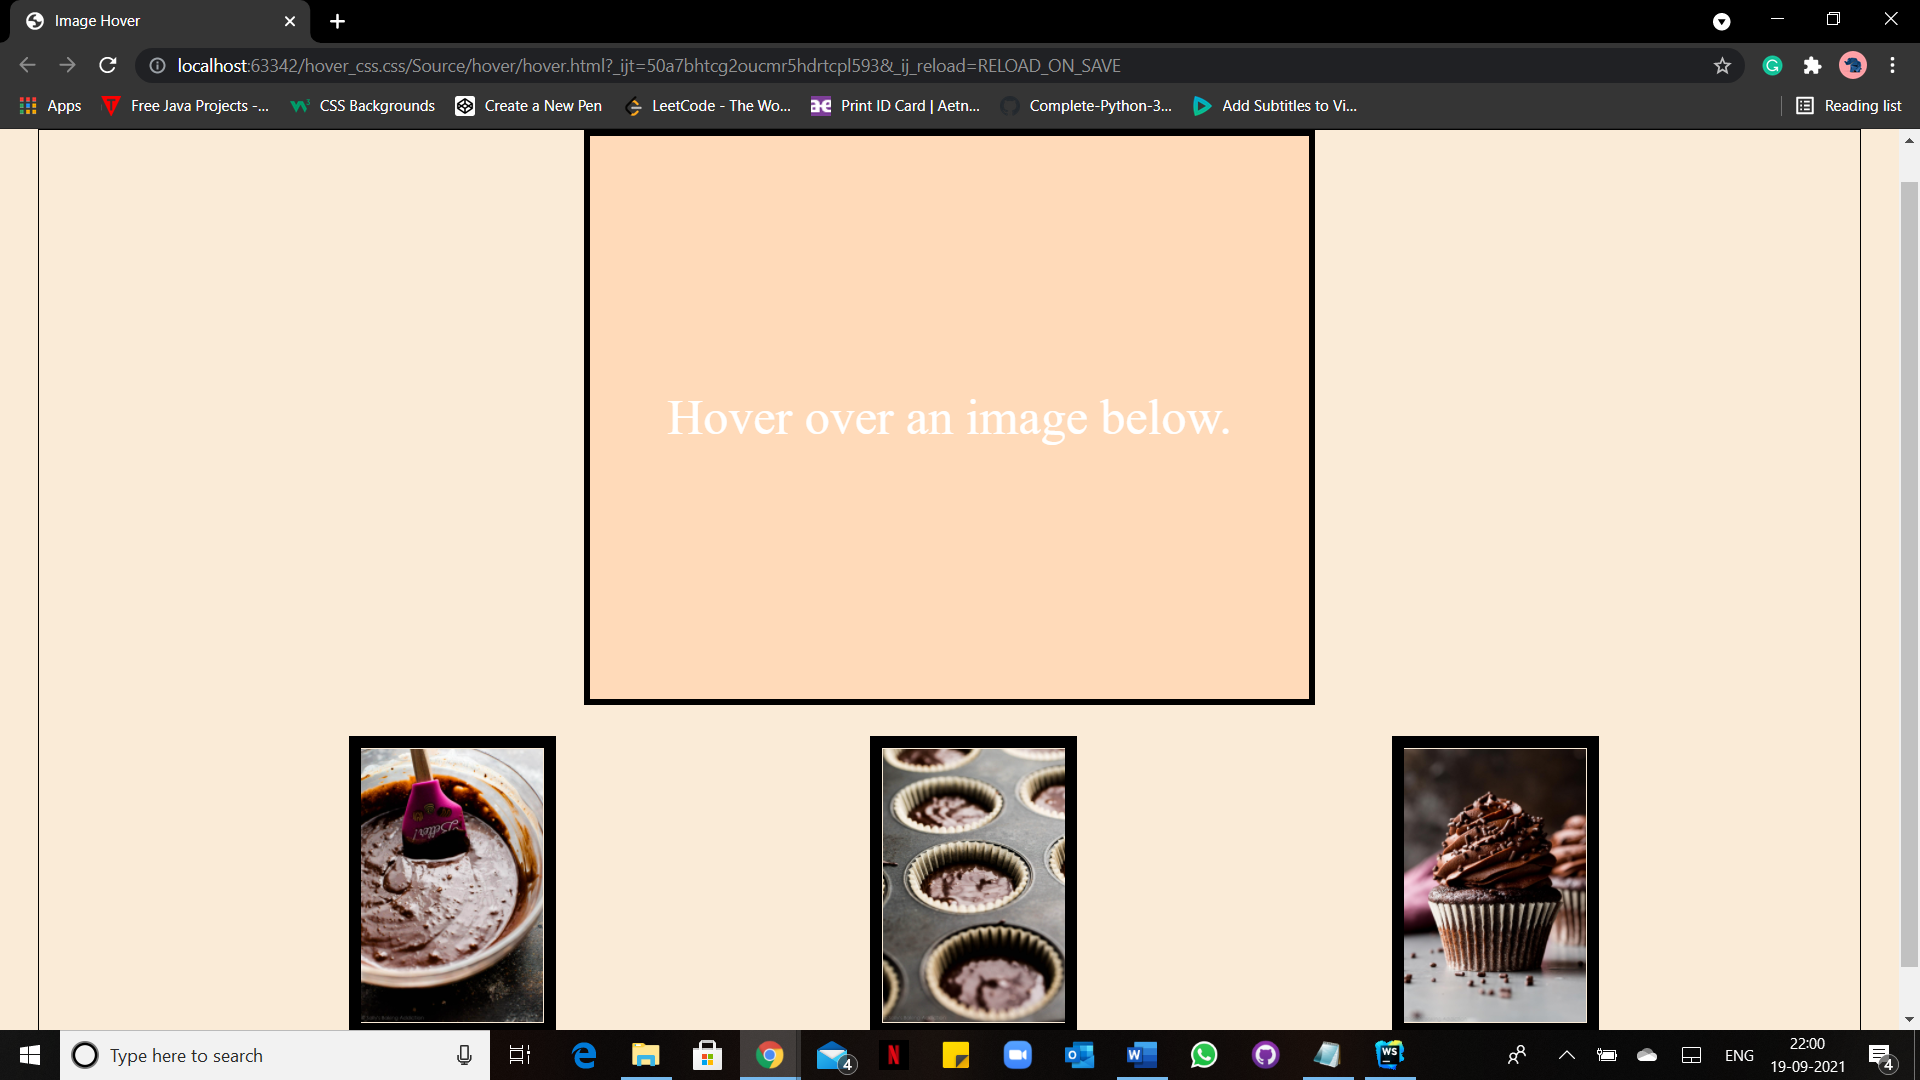 Image Hover
localhost:63342/hover_css.css/Source/hover/hover.html?_ijt=50a7bhtcg2oucmr5hdrtcpl593&_ij_reload=RELOAD_ON_SAVE
Apps Free Java Projects -... CSS Backgrounds Create a New Pen LeetCode - The Wo... Print ID Card | Aetn... Complete-Python-3... Add Subtitles to Vi... Reading list
Hover over an image below.
Type here to search
4
ENG
22:00
19-09-2021
4